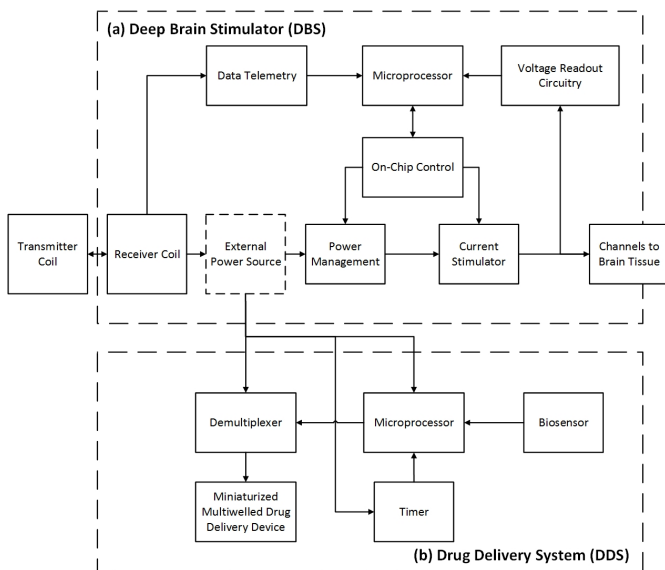 (a) Deep Brain Stimulator (DBS)
Data Telemetry
Microprocessor
Voltage Readout
Circuitry
On-Chip Control
Transmitter
Coil
Receiver Coil
External
Power Source
Power
Management
Current
Stimulator
Channels to
Brain Tissue
Demultiplexer
Microprocessor
Biosensor
Miniaturized
Multiwelled Drug
Delivery Device
Timer
(b) Drug Delivery System (DDS)